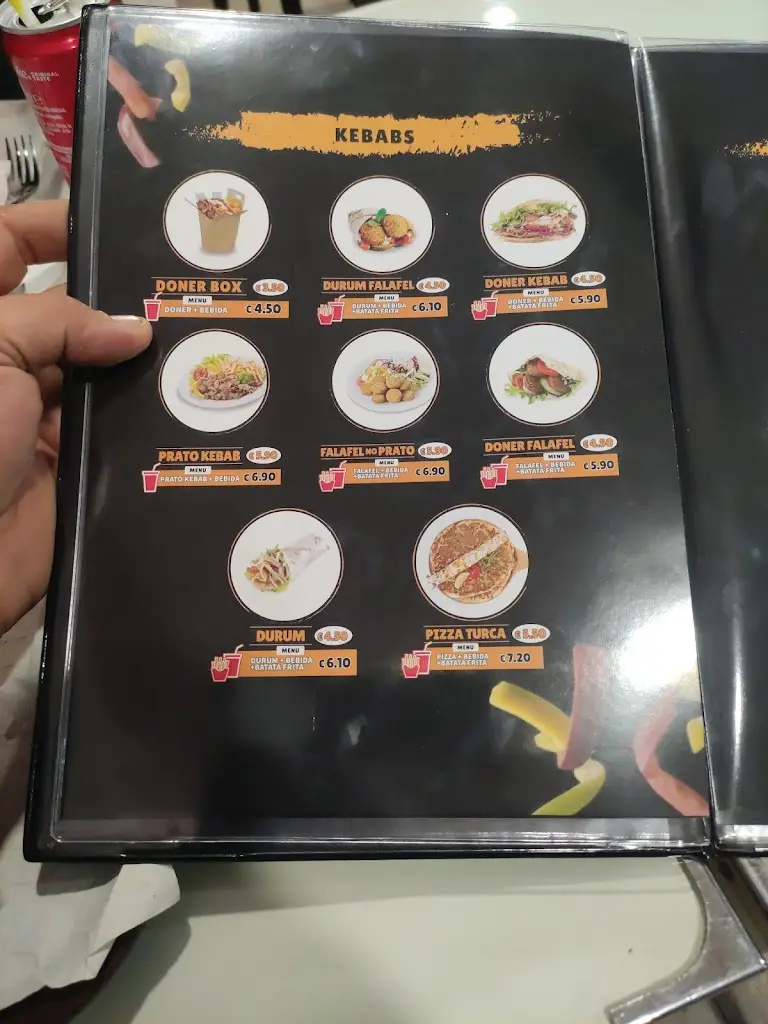 ORIGINAL
TASTE
KEBABS
DONER BOX €3.50
MENU
DONER + BEBIDA €4.50
DURUM FALAFEL €4.50
MENU
DURUM + BEBIDA
+BATATA FRITA €6.10
DONER KEBAB €4.50
MENU
DONER + BEBIDA
+BATATA FRITA €5.90
PRATO KEBAB €5.90
MENU
PRATO KEBAB + BEBIDA €6.90
FALAFEL NO PRATO €5.90
MENU
FALAFEL + BEBIDA
+BATATA FRITA €6.90
DONER FALAFEL €4.50
MENU
FALAFEL + BEBIDA
+BATATA FRITA €5.90
DURUM €4.50
MENU
DURUM + BEBIDA
+BATATA FRITA €6.10
PIZZA TURCA €5.50
MENU
PIZZA + BEBIDA
+BATATA FRITA €7.20